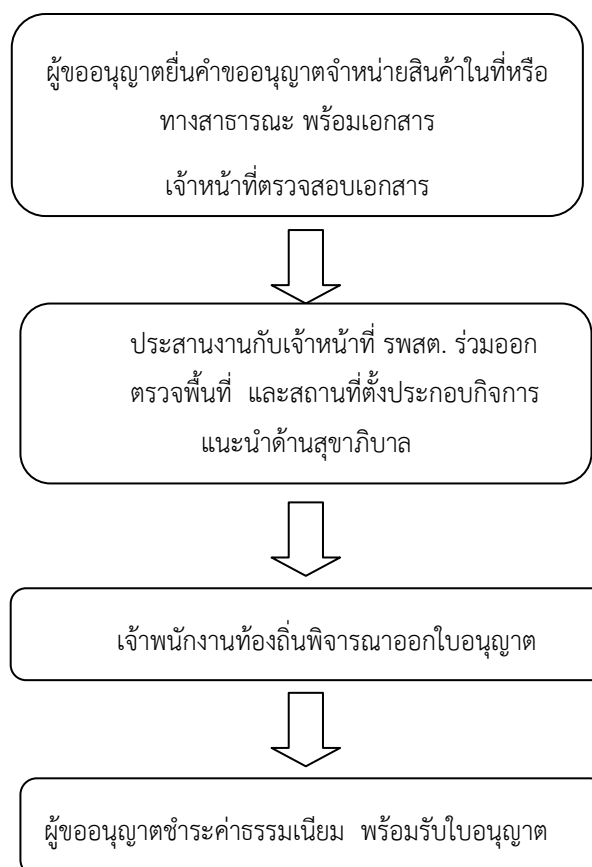 ผู้ขออนุญาตยื่นคำขออนุญาตจำหน่ายสินค้าในที่หรือ
ทางสาธารณะ พร้อมเอกสาร
เจ้าหน้าที่ตรวจสอบเอกสาร
ประสานงานกับเจ้าหน้าที่ รพสต. ร่วมออก
ตรวจพื้นที่ และสถานที่ตั้งประกอบกิจการ
แนะนำด้านสุขาภิบาล
เจ้าพนักงานท้องถิ่นพิจารณาออกใบอนุญาต
ผู้ขออนุญาตชำระค่าธรรมเนียม พร้อมรับใบอนุญาต